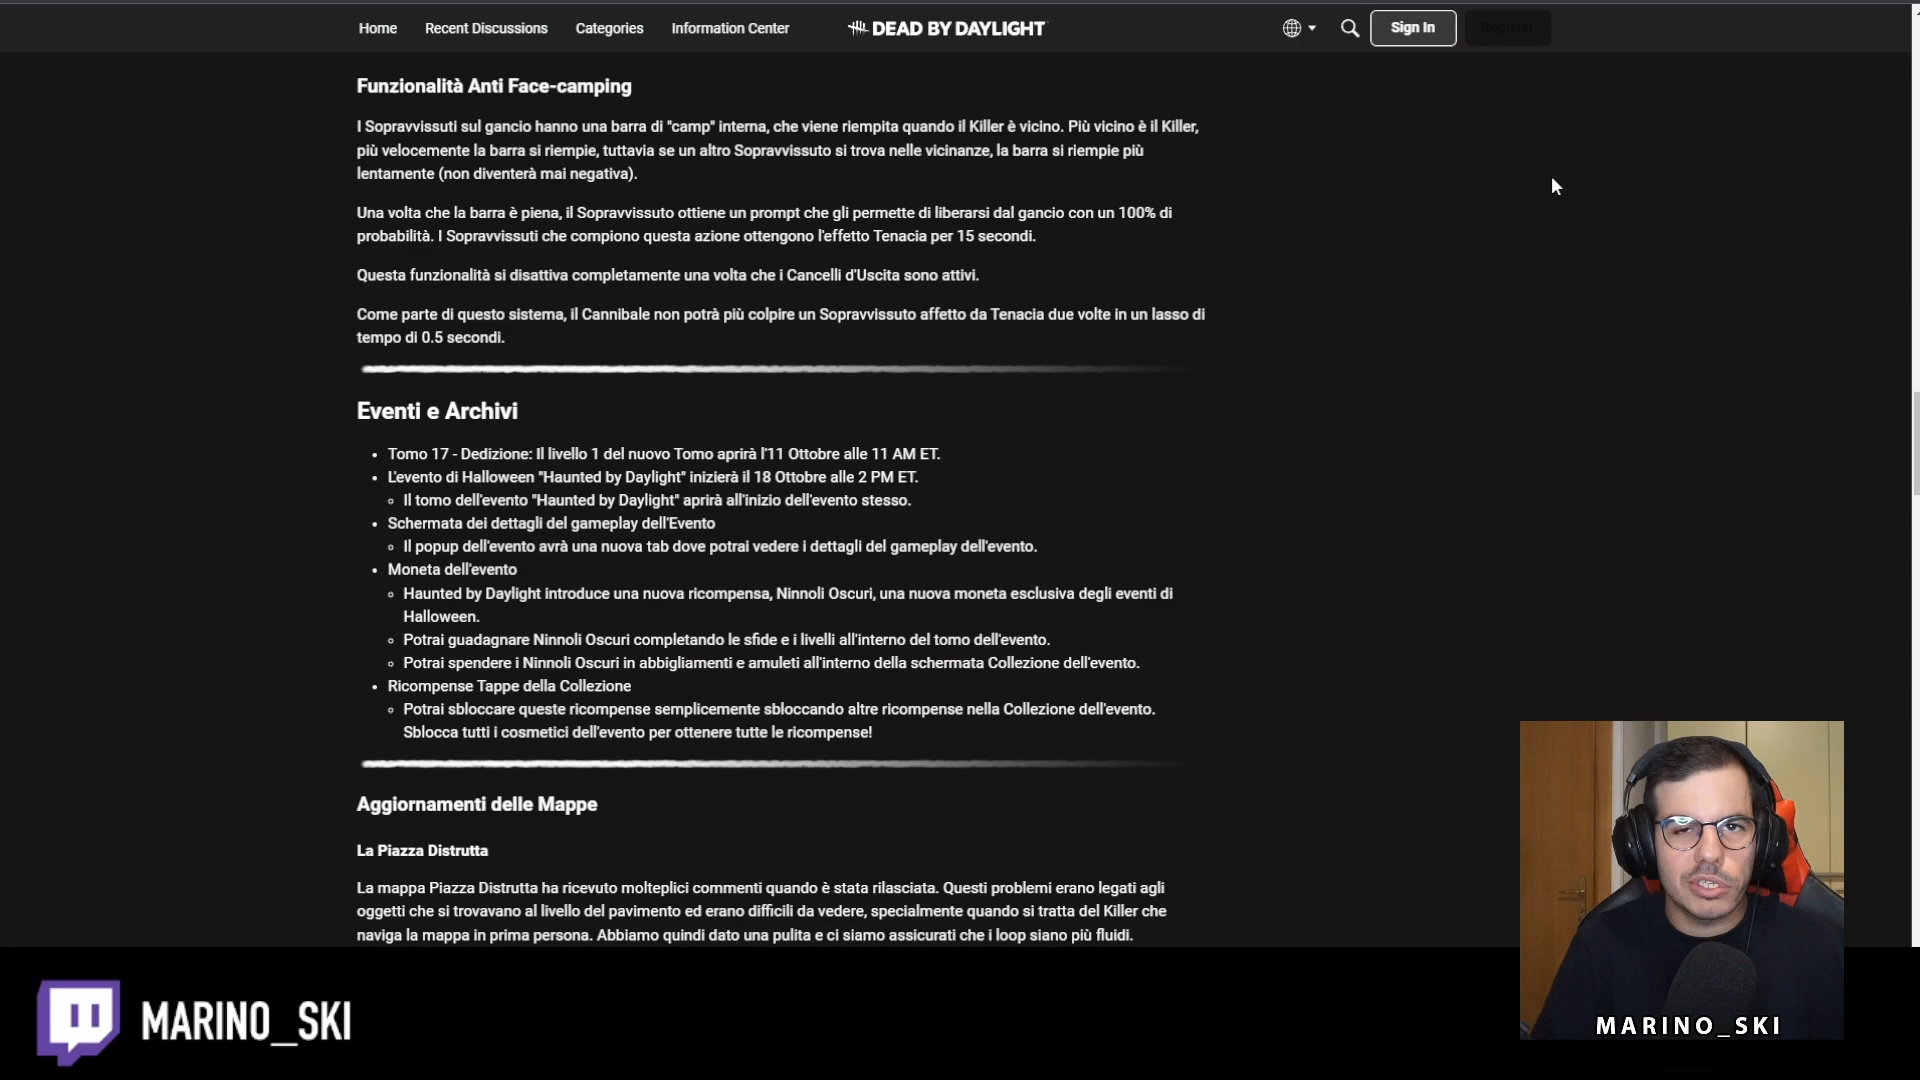 Home Recent Discussions Categories Information Center DEAD BY DAYLIGHT Sign In Register
Funzionalità Anti Face-camping
I Sopravvissuti sul gancio hanno una barra di "camp" interna, che viene riempita quando il Killer è vicino. Più vicino è il Killer,
più velocemente la barra si riempie, tuttavia se un altro Sopravvissuto si trova nelle vicinanze, la barra si riempie più
lentamente (non diventerà mai negativa).
Una volta che la barra è piena, il Sopravvissuto ottiene un prompt che gli permette di liberarsi dal gancio con un 100% di
probabilità. I Sopravvissuti che compiono questa azione ottengono l'effetto Tenacia per 15 secondi.
Questa funzionalità si disattiva completamente una volta che i Cancelli d'Uscita sono attivi.
Come parte di questo sistema, il Cannibale non potrà più colpire un Sopravvissuto affetto da Tenacia due volte in un lasso di
tempo di 0.5 secondi.
Eventi e Archivi
• Tomo 17 - Dedizione: Il livello 1 del nuovo Tomo aprirà l'11 Ottobre alle 11 AM ET.
• L'evento di Halloween "Haunted by Daylight" inizierà il 18 Ottobre alle 2 PM ET.
◦ Il tomo dell'evento "Haunted by Daylight" aprirà all'inizio dell'evento stesso.
• Schermata dei dettagli del gameplay dell'Evento
◦ Il popup dell'evento avrà una nuova tab dove potrai vedere i dettagli del gameplay dell'evento.
• Moneta dell'evento
◦ Haunted by Daylight introduce una nuova ricompensa, Ninnoli Oscuri, una nuova moneta esclusiva degli eventi di
Halloween.
◦ Potrai guadagnare Ninnoli Oscuri completando le sfide e i livelli all'interno del tomo dell'evento.
◦ Potrai spendere i Ninnoli Oscuri in abbigliamenti e amuleti all'interno della schermata Collezione dell'evento.
• Ricompense Tappe della Collezione
◦ Potrai sbloccare queste ricompense semplicemente sbloccando altre ricompense nella Collezione dell'evento.
Sblocca tutti i cosmetici dell'evento per ottenere tutte le ricompense!
Aggiornamenti delle Mappe
La Piazza Distrutta
La mappa Piazza Distrutta ha ricevuto molteplici commenti quando è stata rilasciata. Questi problemi erano legati agli
oggetti che si trovavano al livello del pavimento ed erano difficili da vedere, specialmente quando si tratta del Killer che
naviga la mappa in prima persona. Abbiamo quindi dato una pulita e ci siamo assicurati che i loop siano più fluidi.
MARINO_SKI
MARINO_SKI